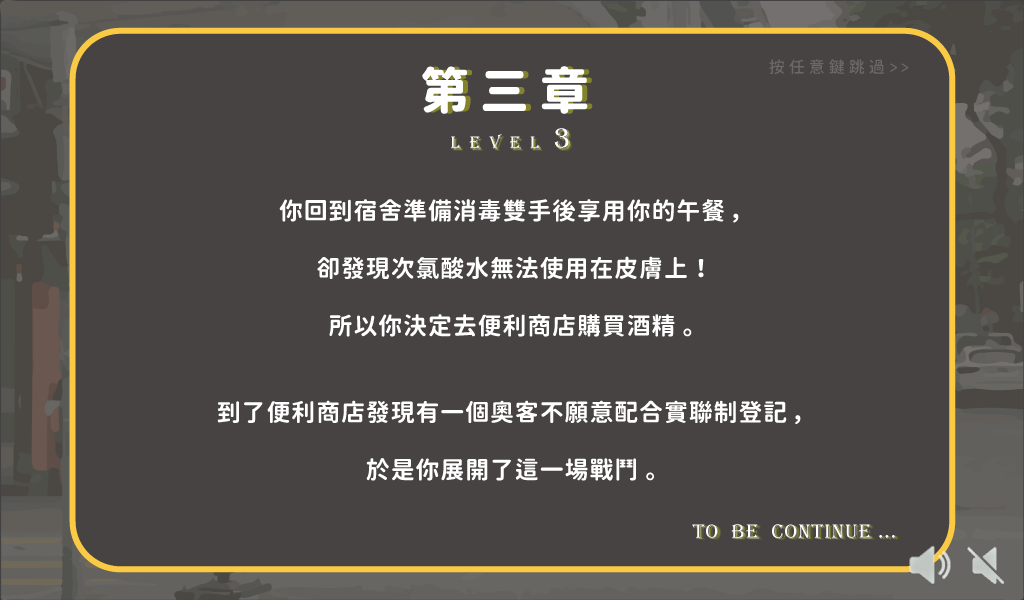 按任意鍵跳過>>
第三章
LEVEL 3
你回到宿舍準備消毒雙手後享用你的午餐，
卻發現次氯酸水無法使用在皮膚上！
所以你決定去便利商店購買酒精。
到了便利商店發現有一個奧客不願意配合實聯制登記，
於是你展開了這一場戰鬥。
TO BE CONTINUE ...